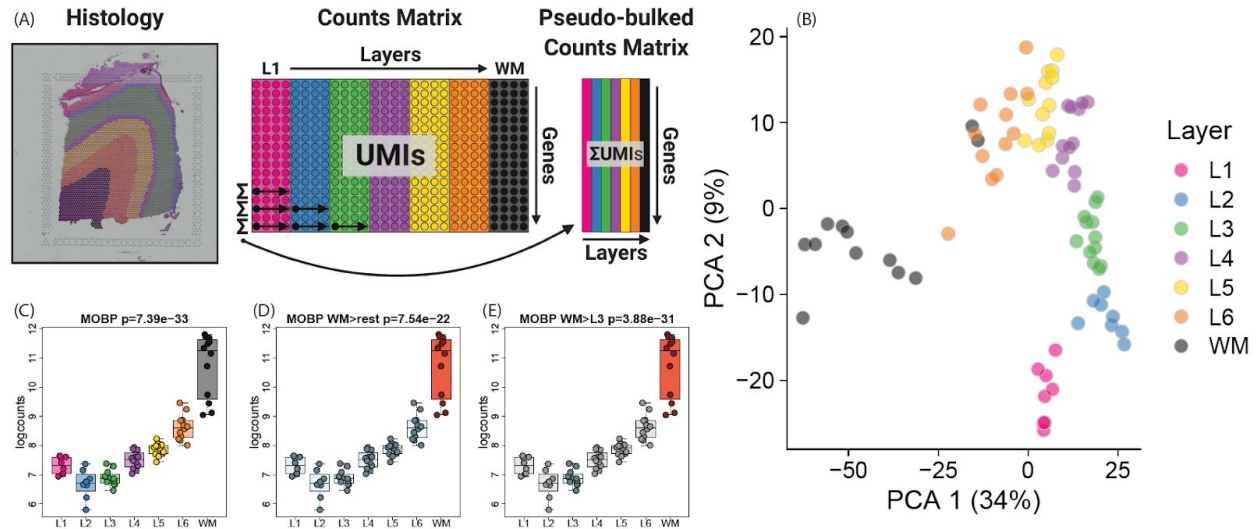 (A)
Histology
Counts Matrix
Pseudo-bulked
Counts Matrix
Layers
L1
WM
UMIs
Genes
ΣUMIs
Genes
Layers
(B)
20
10
0
−10
−20
PCA 2 (9%)
−50
−25
0
25
PCA 1 (34%)
Layer
L1
L2
L3
L4
L5
L6
WM
(C)
MOBP p=7.39e−33
logcounts
12
11
10
9
8
7
6
L1 L2 L3 L4 L5 L6 WM
(D)
MOBP WM>rest p=7.54e−22
logcounts
12
11
10
9
8
7
6
L1 L2 L3 L4 L5 L6 WM
(E)
MOBP WM>L3 p=3.88e−31
logcounts
12
11
10
9
8
7
6
L1 L2 L3 L4 L5 L6 WM